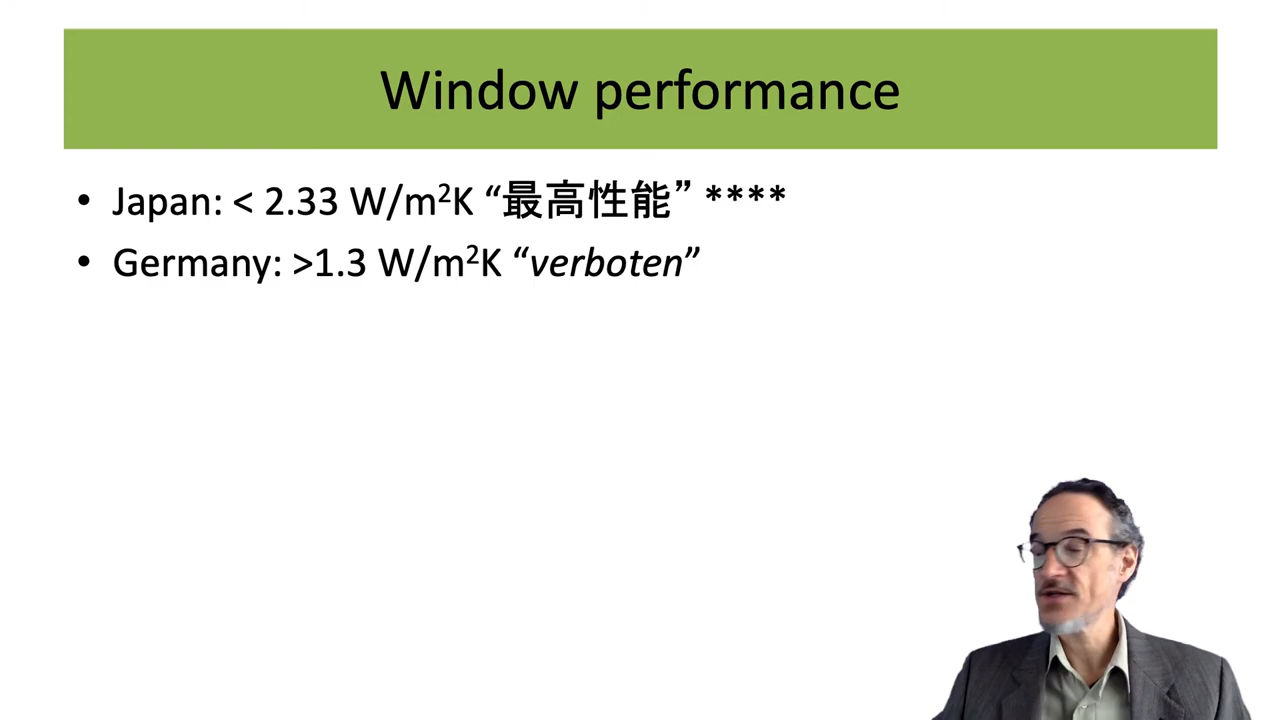 Window performance
• Japan: < 2.33 W/m²K “最高性能” ****
• Germany: >1.3 W/m²K “verboten”